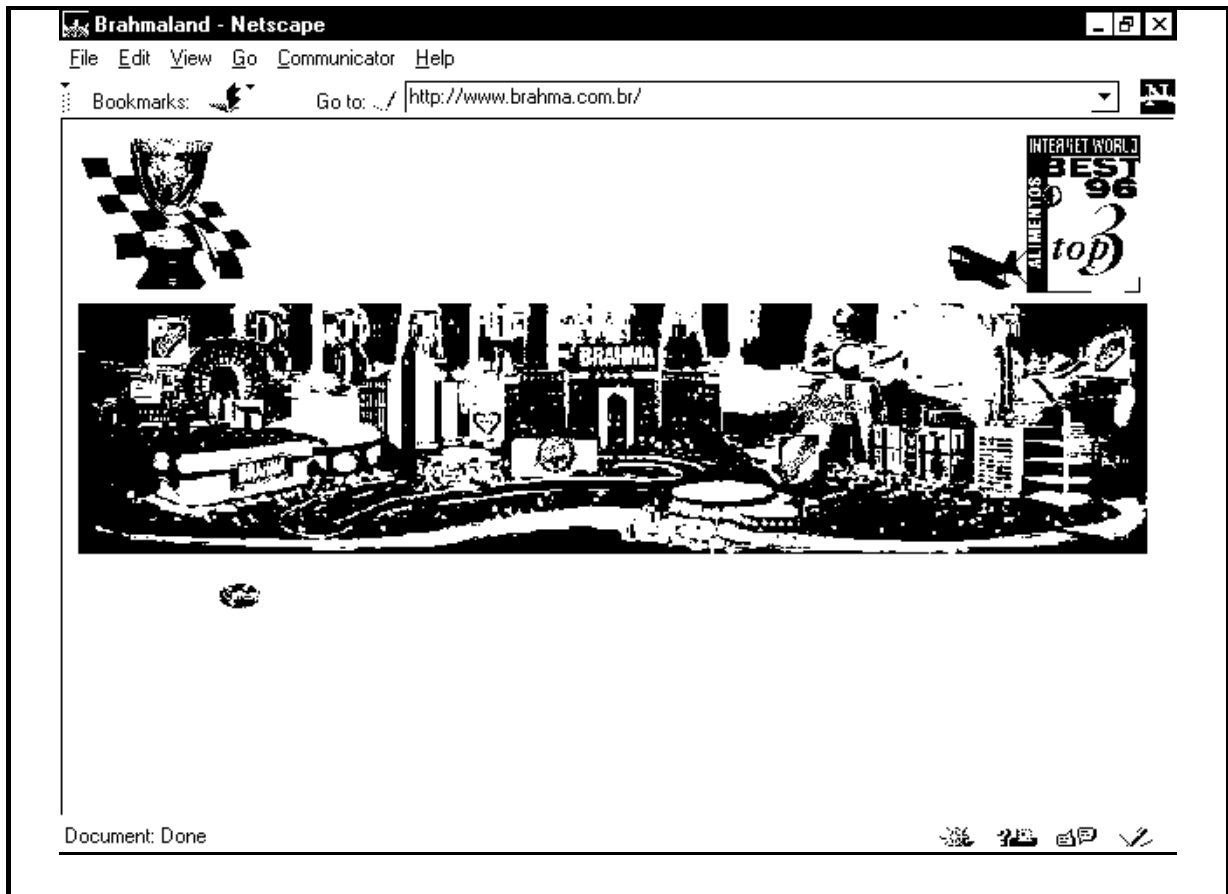 Brahmaland - Netscape
File Edit View Go Communicator Help
Bookmarks: Go to: http://www.brahma.com.br/
N
INTERNET WORLD
BEST
96
ALIMENTOS
top 3
BRAHMA
BRAHMA
Document: Done